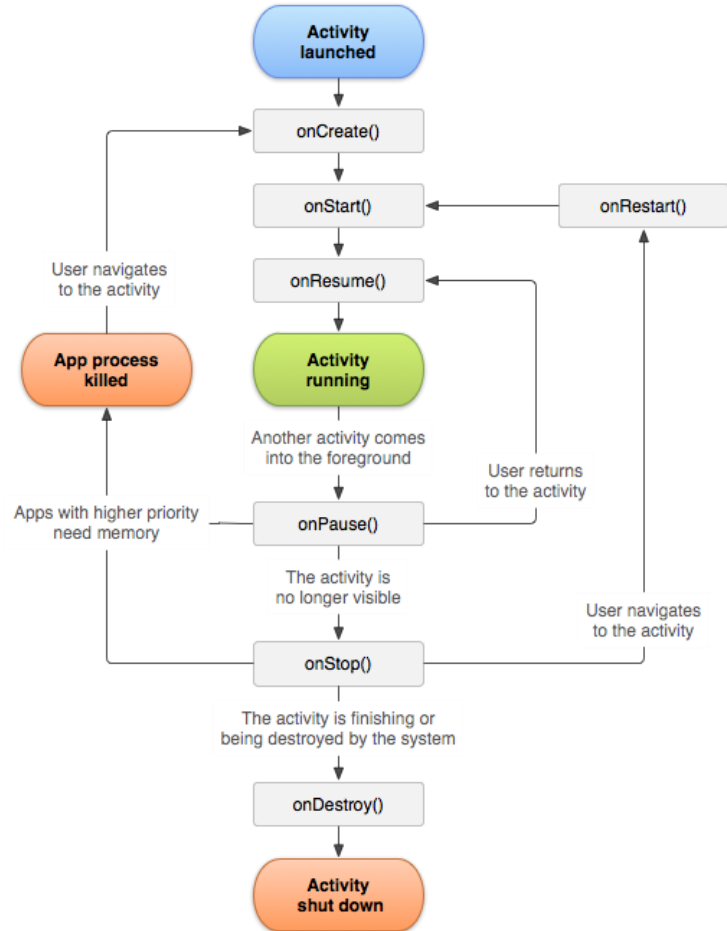 Activity
launched
onCreate()
onStart()
onRestart()
User navigates
to the activity
onResume()
App process
killed
Activity
running
Another activity comes
into the foreground
User returns
to the activity
Apps with higher priority
need memory
onPause()
The activity is
no longer visible
User navigates
to the activity
onStop()
The activity is finishing or
being destroyed by the system
onDestroy()
Activity
shut down